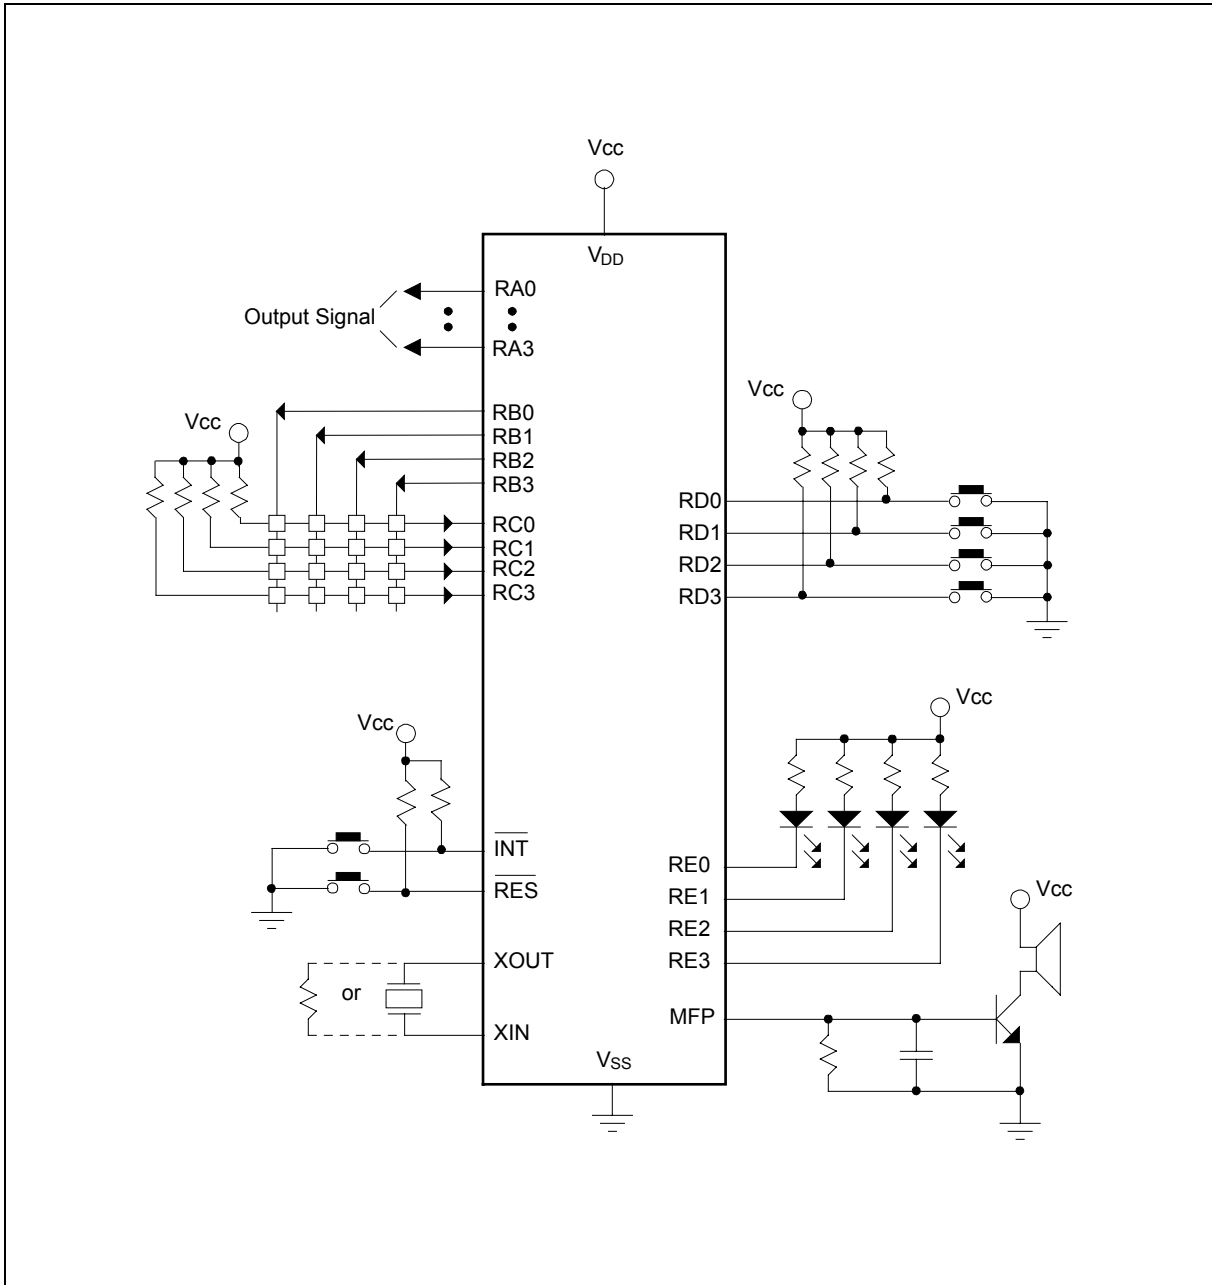 Vcc
VDD
RA0
Output Signal
RA3
RB0
RB1
RB2
RB3
Vcc
RC0
RC1
RC2
RC3
Vcc
RD0
RD1
RD2
RD3
Vcc
INT
RES
Vcc
RE0
RE1
RE2
RE3
Vcc
XOUT
or
XIN
MFP
VSS